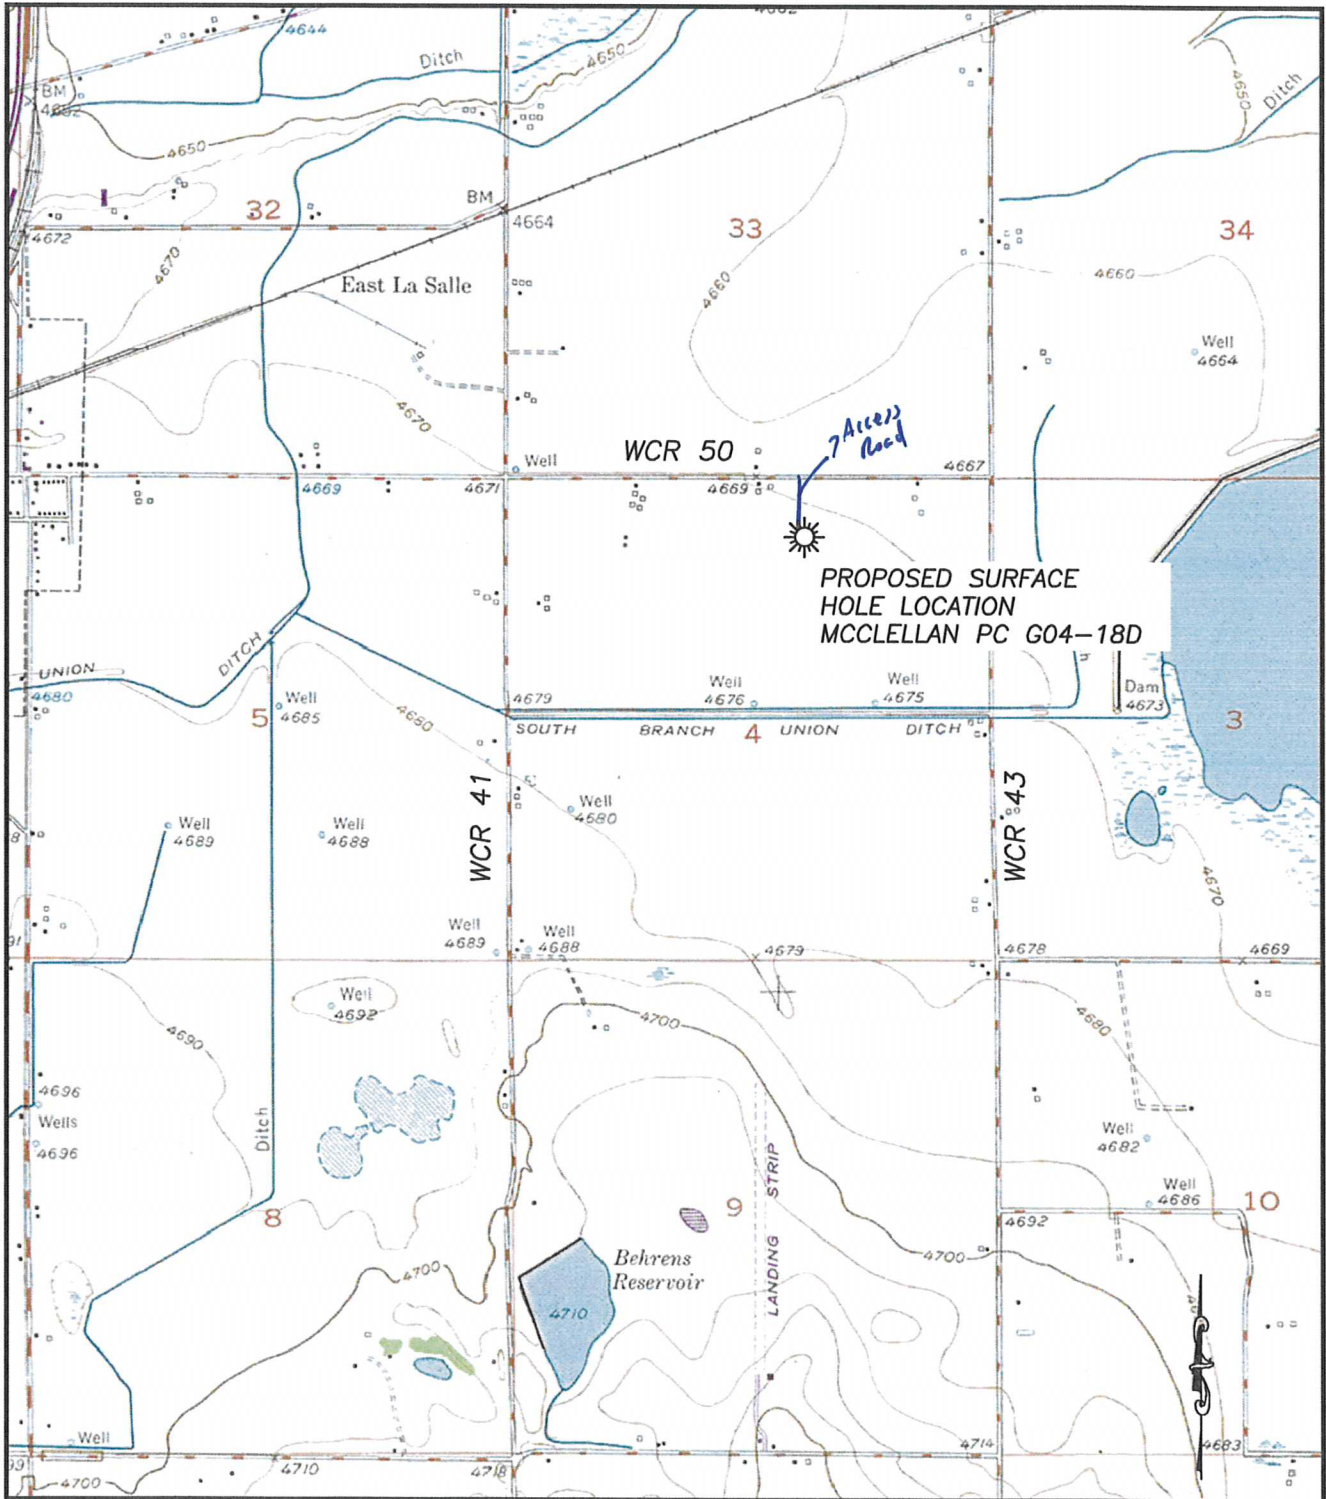 4644
Ditch
4650
BM
4650
Ditch
4650
32
BM
4664
33
34
4672
4670
East La Salle
4660
4660
Well
4664
4670
Access
Road
WCR 50
Well
4669
4671
4669
4667
PROPOSED SURFACE
HOLE LOCATION
MCCLELLAN PC G04-18D
UNION
DITCH
4680
Well
4685
5
4680
4679
Well
4676
Well
4675
Dam
4673
3
SOUTH BRANCH 4 UNION DITCH
WCR 41
WCR 43
Well
4689
Well
4688
Well
4680
4670
Well
4689
Well
4688
4679
4678
4669
Well
4692
4690
4700
4680
4696
Wells
4696
Ditch
Well
4682
Well
4686
8
9
10
4692
LANDING STRIP
Behrens
Reservoir
4710
4700
4700
Well
4700
4710
4718
4714
4683